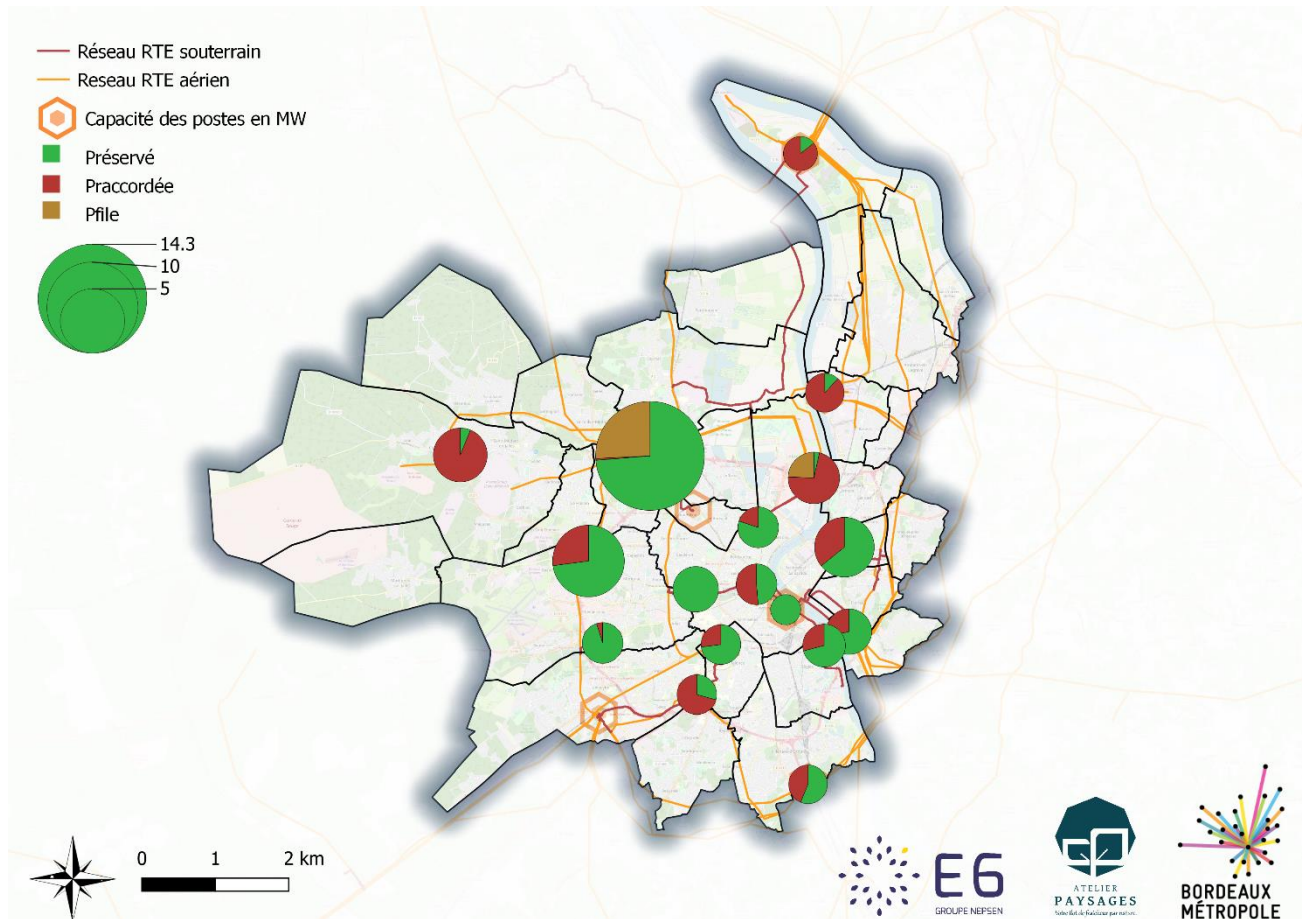 Réseau RTE souterrain
Reseau RTE aérien
Capacité des postes en MW
Préservé
Praccordée
Pfile
14.3
10
5
0 1 2 km
E6
GROUPE NEPSEN
ATELIER
PAYSAGES
BORDEAUX
MÉTROPOLE